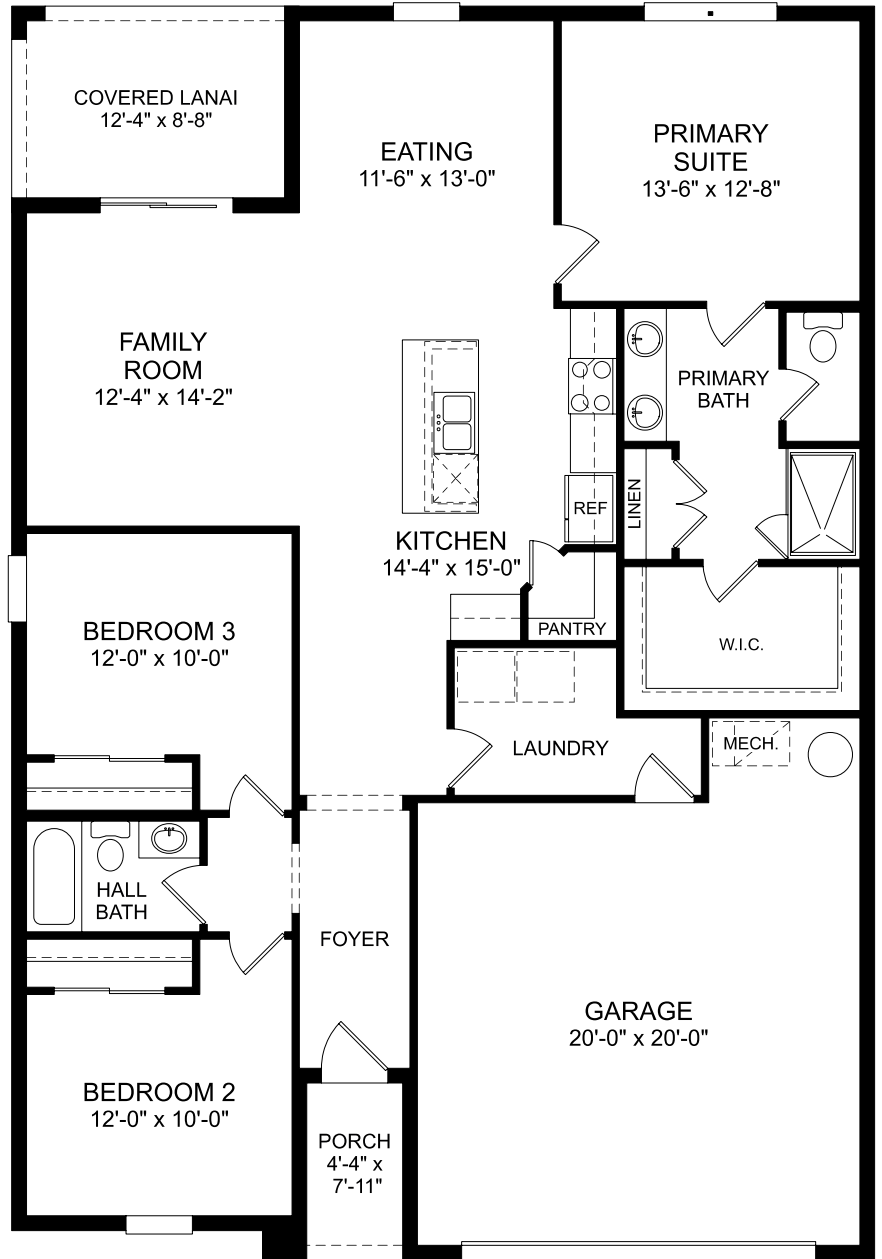 COVERED LANAI
12'-4" x 8'-8"
EATING
11'-6" x 13'-0"
PRIMARY
SUITE
13'-6" x 12'-8"
FAMILY
ROOM
12'-4" x 14'-2"
PRIMARY
BATH
LINEN
REF
KITCHEN
14'-4" x 15'-0"
PANTRY
BEDROOM 3
12'-0" x 10'-0"
W.I.C.
LAUNDRY
MECH.
HALL
BATH
FOYER
GARAGE
20'-0" x 20'-0"
BEDROOM 2
12'-0" x 10'-0"
PORCH
4'-4" x
7'-11"